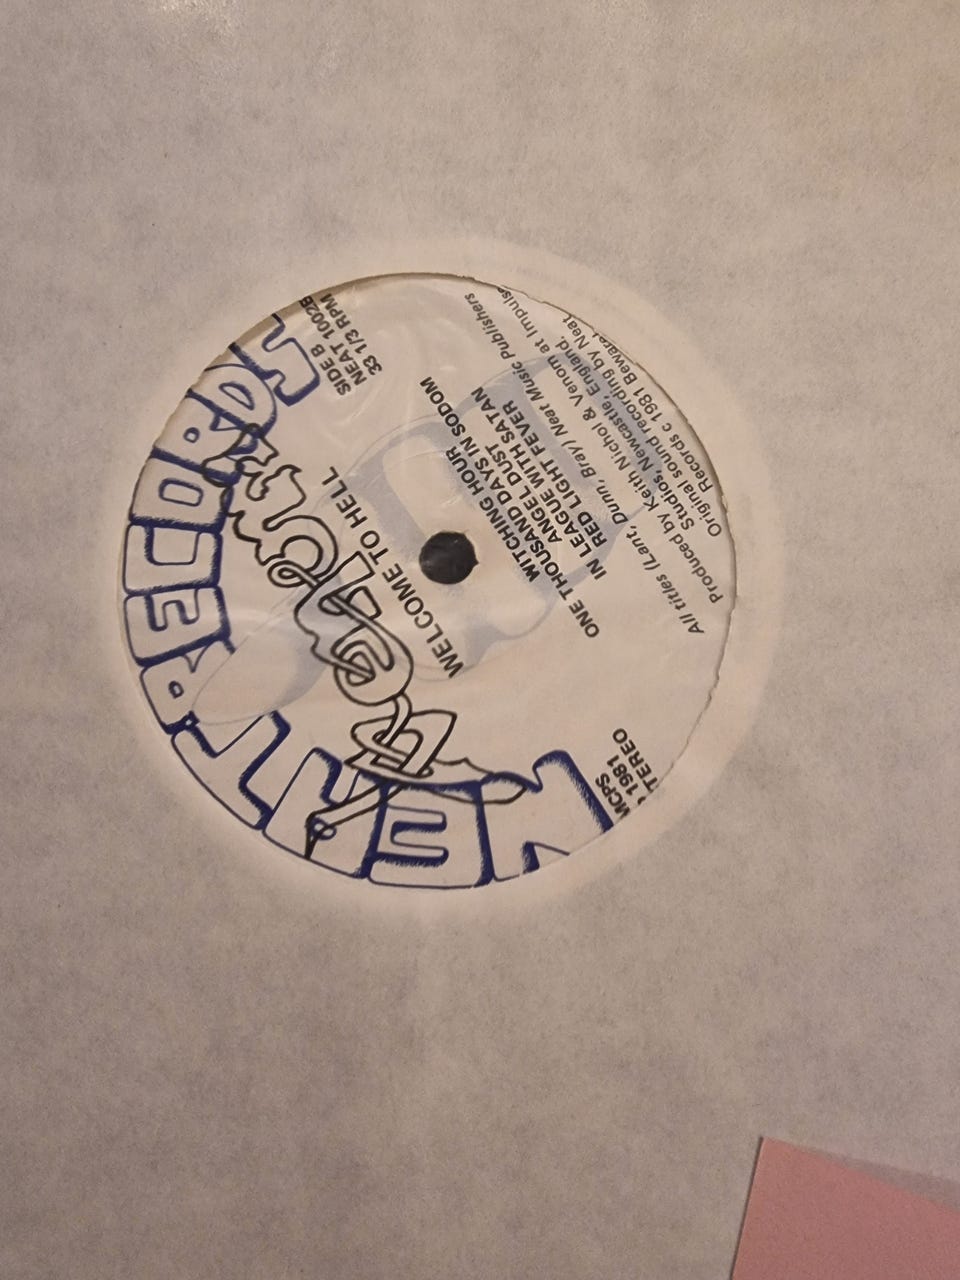 NEAT RECORDS
SIDE B
NEAT 1002B
33 1/3 RPM
MCPS
1981
STEREO
WELCOME TO HELL
WITCHING HOUR
ONE THOUSAND DAYS IN SODOM
ANGEL DUST
IN LEAGUE WITH SATAN
RED LIGHT FEVER
All titles (Lant, Dunn, Bray) Neat Music Publishers
Produced by Keith Nichol & Venom at Impulse
Studios, Newcastle, England.
Original sound recording by Neat
Records c 1981 Beware!